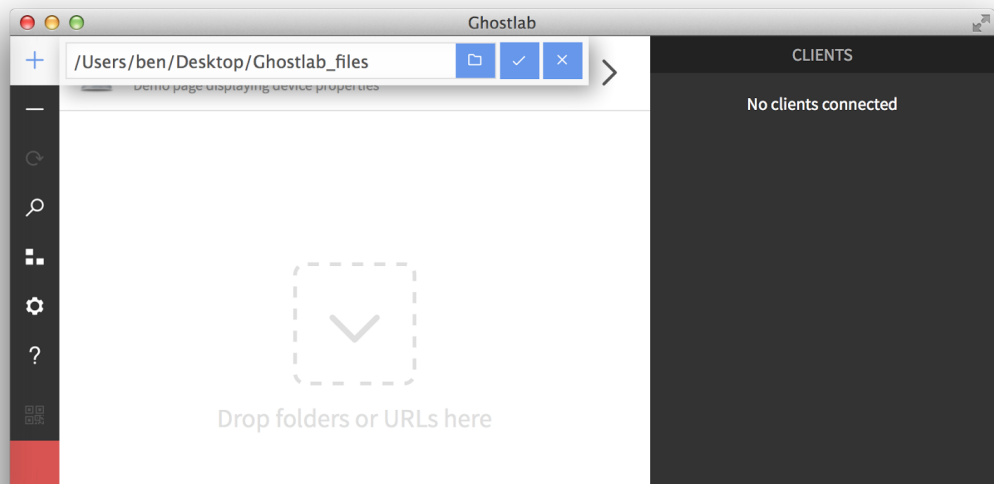 Ghostlab
/Users/ben/Desktop/Ghostlab_files
Demo page displaying device properties
CLIENTS
No clients connected
Drop folders or URLs here
?